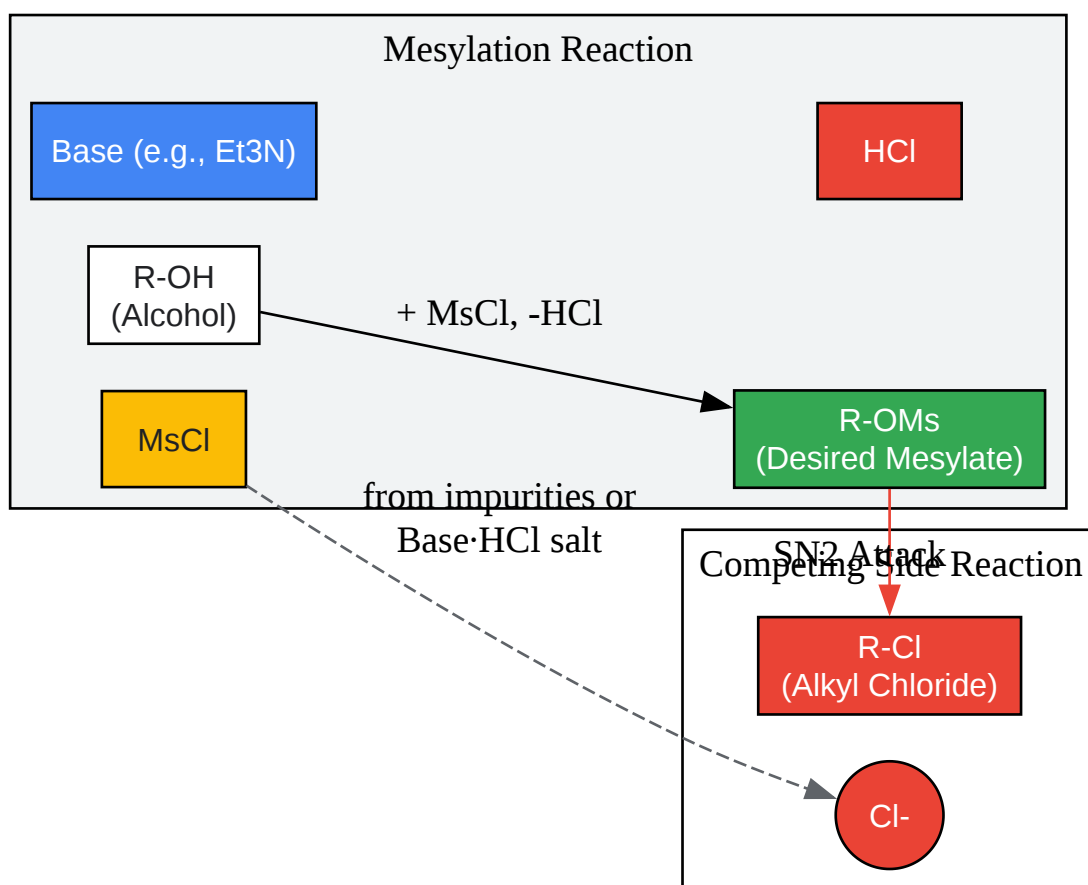 Mesylation Reaction
Base (e.g., Et3N)
HCl
R-OH
(Alcohol)
+ MsCl, -HCl
MsCl
R-OMs
(Desired Mesylate)
from impurities or
Base·HCl salt
SN2 Attack
Competing Side Reaction
R-Cl
(Alkyl Chloride)
Cl-